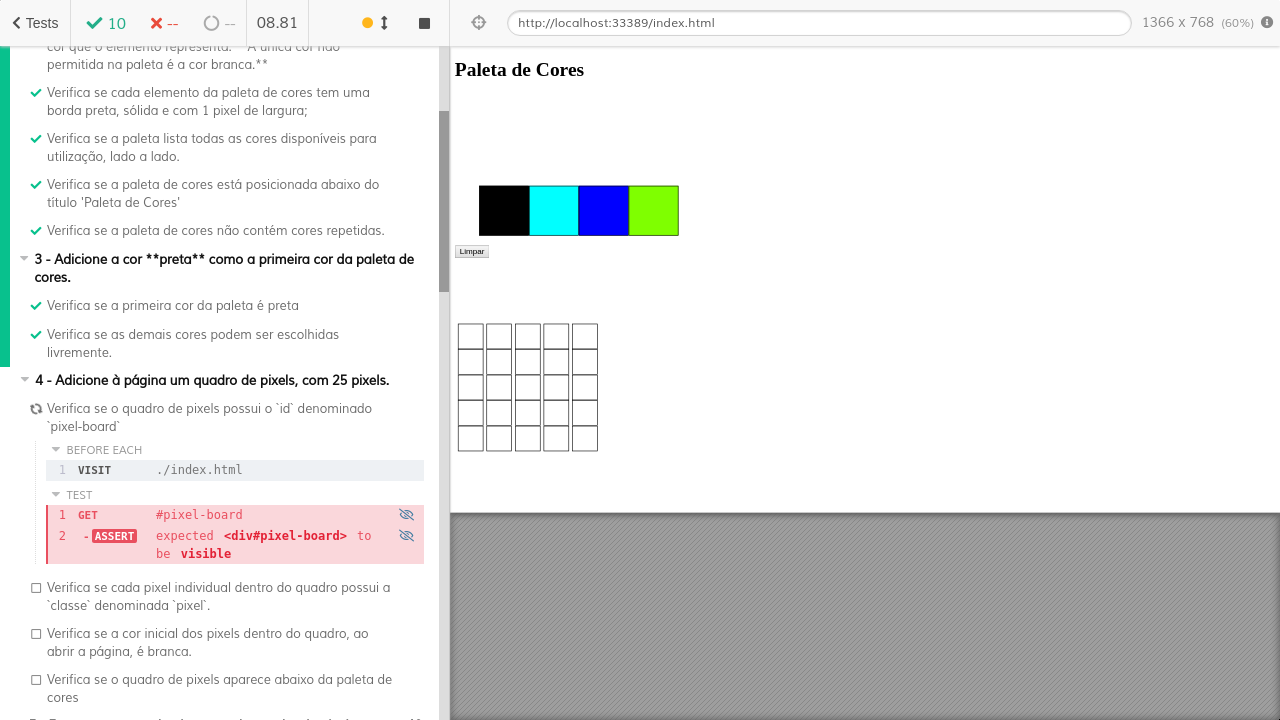 Tests
10
--
--
08.81
http://localhost:33389/index.html
1366 x 768 (60%)
cor que o elemento representa. **A única cor não
permitida na paleta é a cor branca.**
Verifica se cada elemento da paleta de cores tem uma
borda preta, sólida e com 1 pixel de largura;
Verifica se a paleta lista todas as cores disponíveis para
utilização, lado a lado.
Verifica se a paleta de cores está posicionada abaixo do
título 'Paleta de Cores'
Verifica se a paleta de cores não contém cores repetidas.
3 - Adicione a cor **preta** como a primeira cor da paleta de
cores.
Verifica se a primeira cor da paleta é preta
Verifica se as demais cores podem ser escolhidas
livremente.
4 - Adicione à página um quadro de pixels, com 25 pixels.
Verifica se o quadro de pixels possui o `id` denominado
`pixel-board`
BEFORE EACH
1 VISIT ./index.html
TEST
1 GET #pixel-board
2 -ASSERT expected <div#pixel-board> to
be visible
Verifica se cada pixel individual dentro do quadro possui a
`classe` denominada `pixel`.
Verifica se a cor inicial dos pixels dentro do quadro, ao
abrir a página, é branca.
Verifica se o quadro de pixels aparece abaixo da paleta de
cores
Paleta de Cores
Limpar